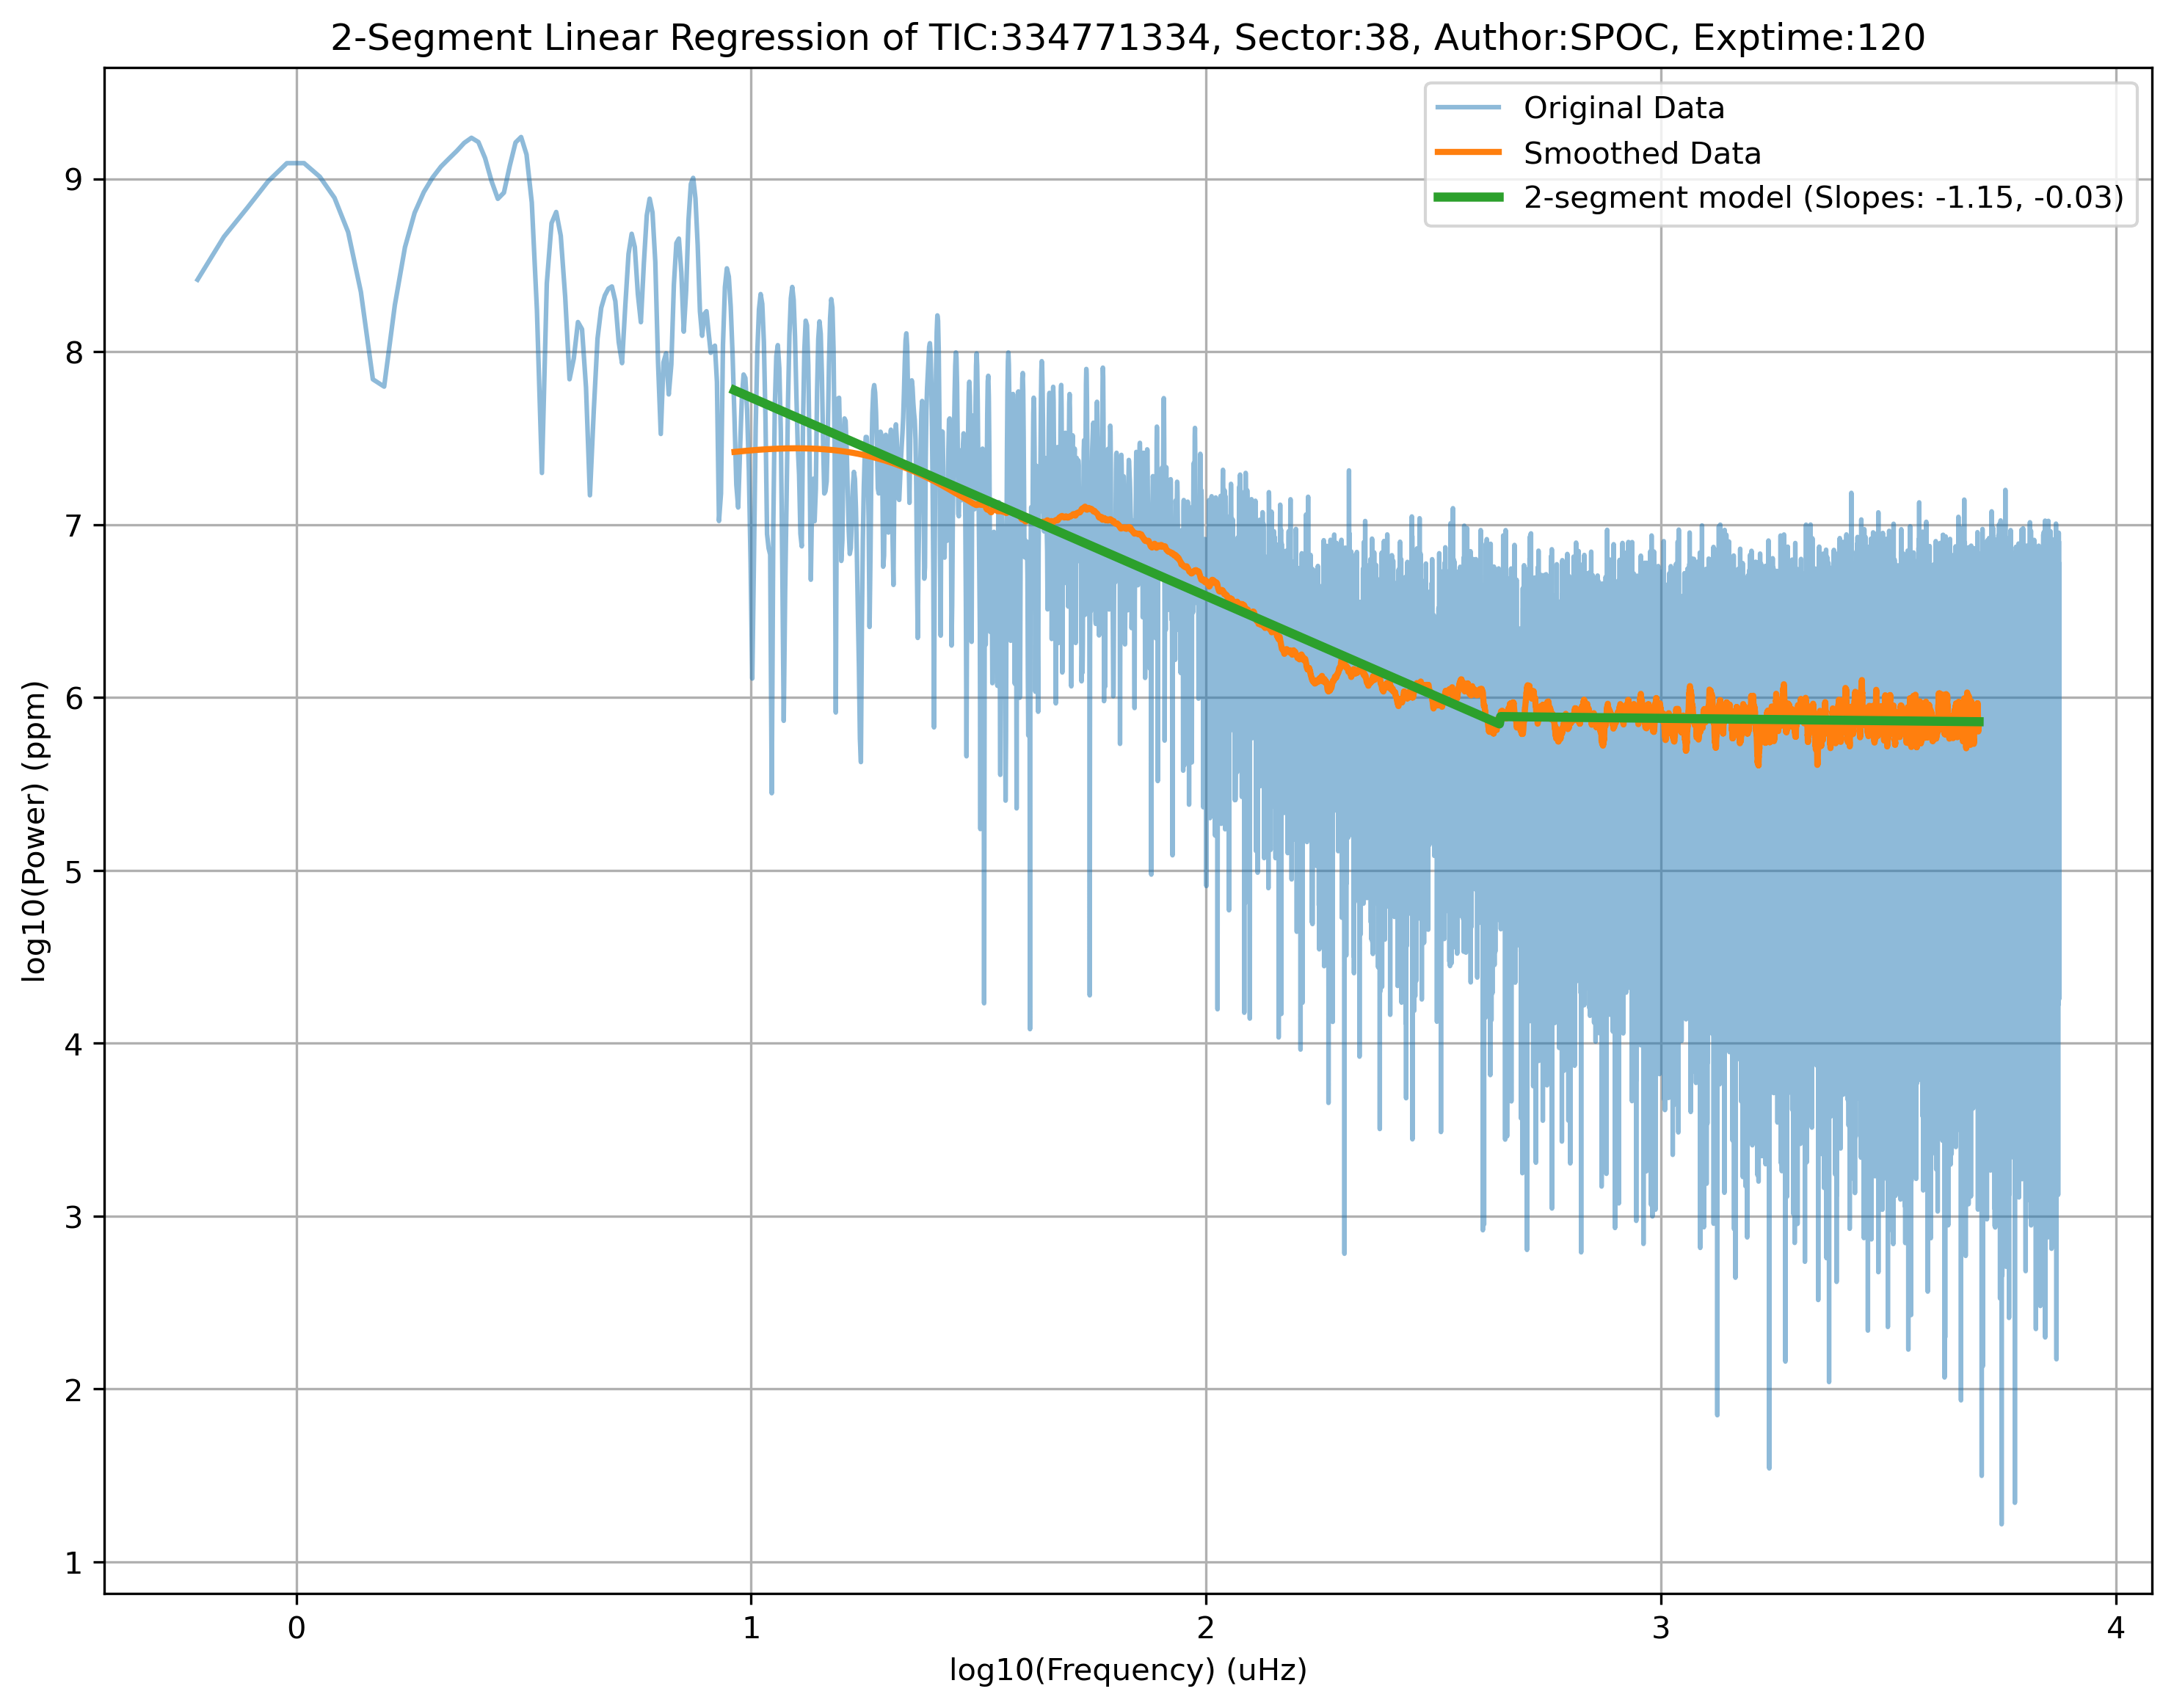 2-Segment Linear Regression of TIC:334771334, Sector:38, Author:SPOC, Exptime:120
Original Data
Smoothed Data
2-segment model (Slopes: -1.15, -0.03)
log10(Power) (ppm)
9
8
7
6
5
4
3
2
1
0
1
2
3
4
log10(Frequency) (uHz)